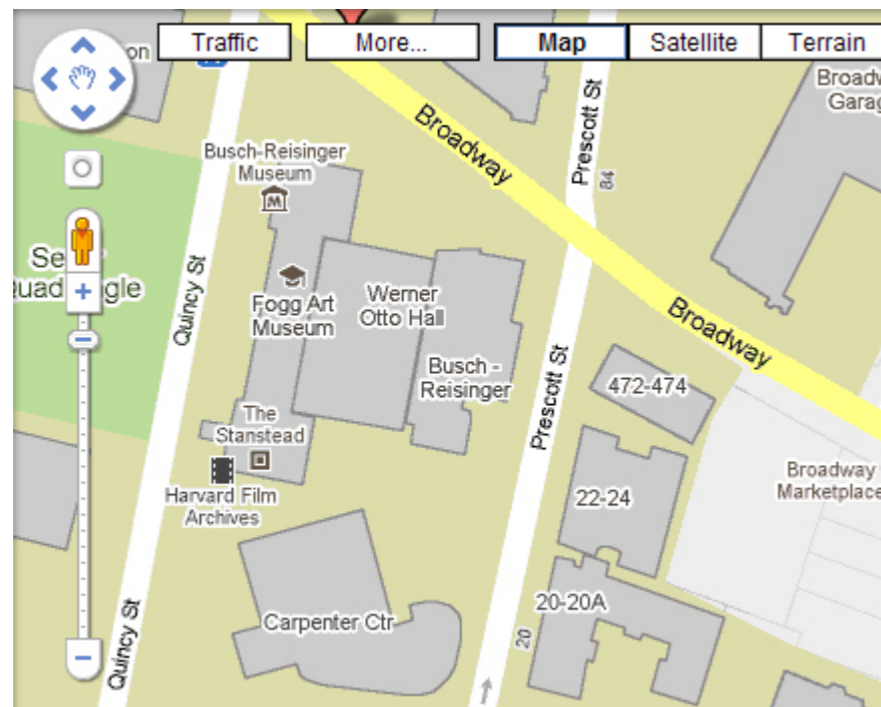 Traffic
More...
Map
Satellite
Terrain
on
Broadw
Garag
Broadway
Prescott St
84
Busch-Reisinger
Museum
Quincy St
Fogg Art
Museum
Werner
Otto Hall
Busch -
Reisinger
Broadway
Prescott St
472-474
The
Stanstead
Harvard Film
Archives
22-24
Broadway
Marketplace
Carpenter Ctr
20-20A
20
Quincy St